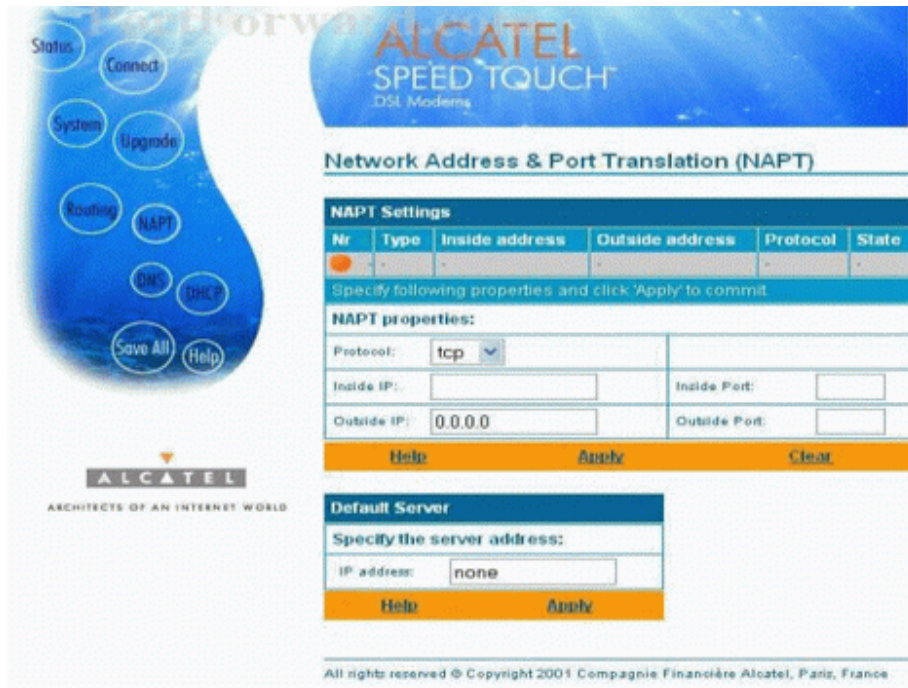 PortForward
Status
Connect
System
Upgrade
Routing
NAPT
DNS
DHCP
Save All
Help
ALCATEL
ARCHITECTS OF AN INTERNET WORLD
ALCATEL
SPEED TOUCH™
DSL Modems
Network Address & Port Translation (NAPT)
NAPT Settings
Nr Type Inside address Outside address Protocol State
- - - - -
Specify following properties and click 'Apply' to commit.
NAPT properties:
Protocol: tcp
Inside IP: Inside Port:
Outside IP: 0.0.0.0 Outside Port:
Help Apply Clear
Default Server
Specify the server address:
IP address: none
Help Apply
All rights reserved © Copyright 2001 Compagnie Financière Alcatel, Paris, France